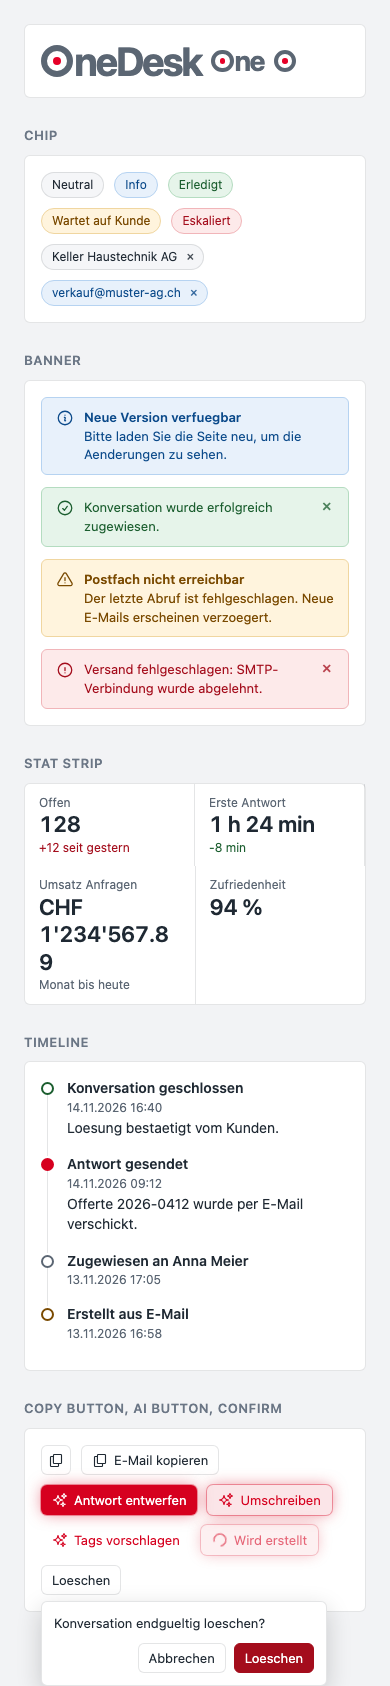 OneDesk One
CHIP
Neutral Info Erledigt
Wartet auf Kunde Eskaliert
Keller Haustechnik AG ×
verkauf@muster-ag.ch ×
BANNER
Neue Version verfuegbar
Bitte laden Sie die Seite neu, um die
Aenderungen zu sehen.
Konversation wurde erfolgreich ×
zugewiesen.
Postfach nicht erreichbar
Der letzte Abruf ist fehlgeschlagen. Neue
E-Mails erscheinen verzoegert.
Versand fehlgeschlagen: SMTP- ×
Verbindung wurde abgelehnt.
STAT STRIP
Offen
128
+12 seit gestern
Erste Antwort
1 h 24 min
-8 min
Umsatz Anfragen
CHF
1'234'567.8
9
Monat bis heute
Zufriedenheit
94 %
TIMELINE
Konversation geschlossen
14.11.2026 16:40
Loesung bestaetigt vom Kunden.
Antwort gesendet
14.11.2026 09:12
Offerte 2026-0412 wurde per E-Mail
verschickt.
Zugewiesen an Anna Meier
13.11.2026 17:05
Erstellt aus E-Mail
13.11.2026 16:58
COPY BUTTON, AI BUTTON, CONFIRM
E-Mail kopieren
Antwort entwerfen Umschreiben
Tags vorschlagen Wird erstellt
Loeschen
Konversation endgueltig loeschen?
Abbrechen Loeschen